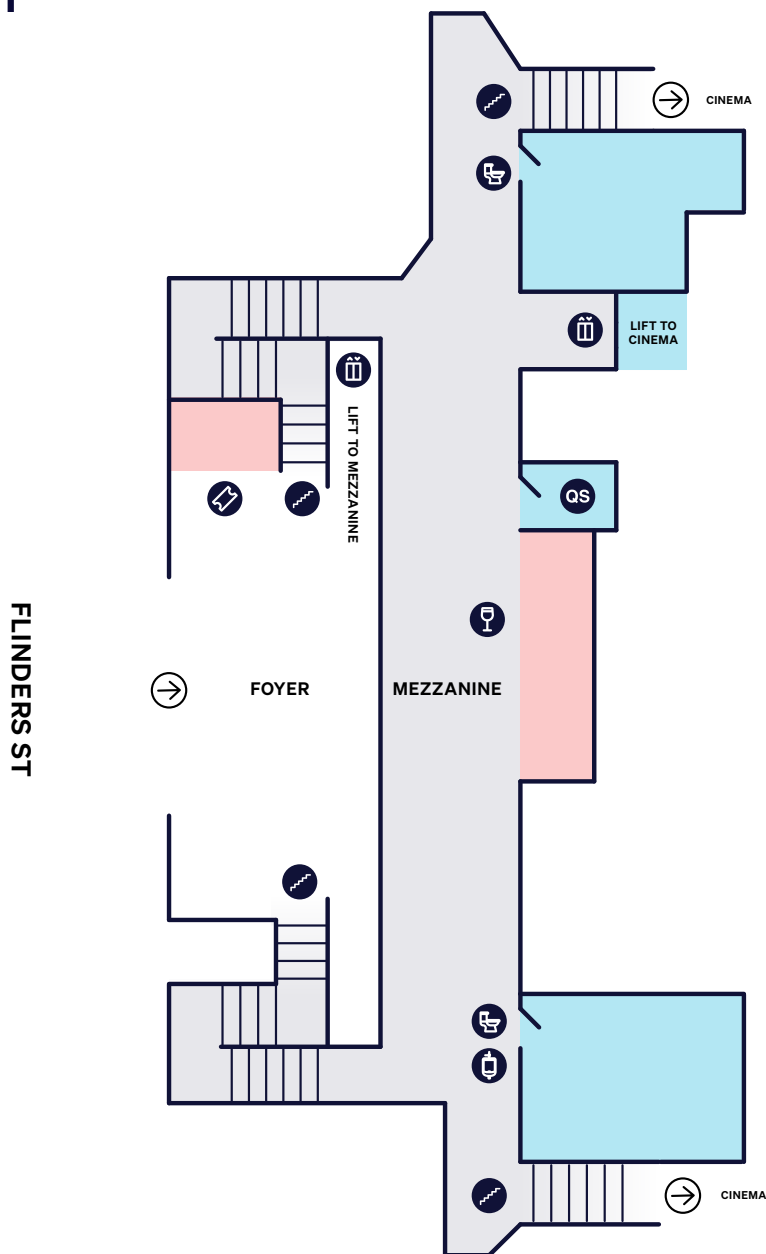 CINEMA
LIFT TO
CINEMA
LIFT TO MEZZANINE
QS
FLINDERS ST
FOYER
MEZZANINE
CINEMA